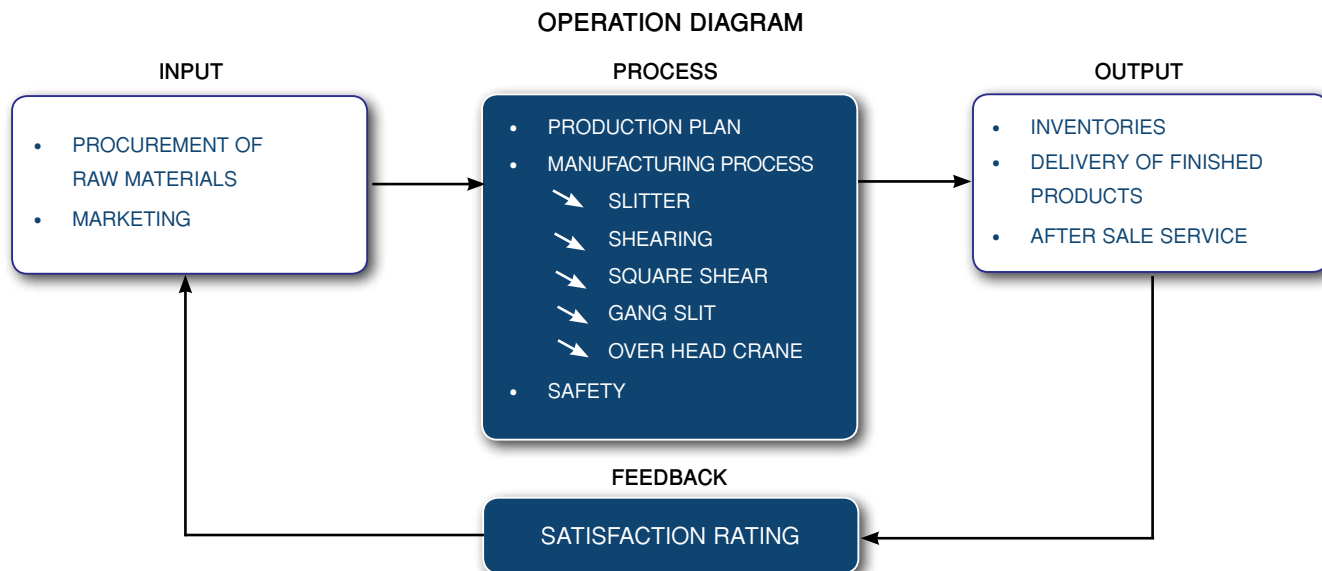 OPERATION DIAGRAM
INPUT
• PROCUREMENT OF
RAW MATERIALS
• MARKETING
PROCESS
• PRODUCTION PLAN
• MANUFACTURING PROCESS
SLITTER
SHEARING
SQUARE SHEAR
GANG SLIT
OVER HEAD CRANE
• SAFETY
OUTPUT
• INVENTORIES
• DELIVERY OF FINISHED
PRODUCTS
• AFTER SALE SERVICE
FEEDBACK
SATISFACTION RATING